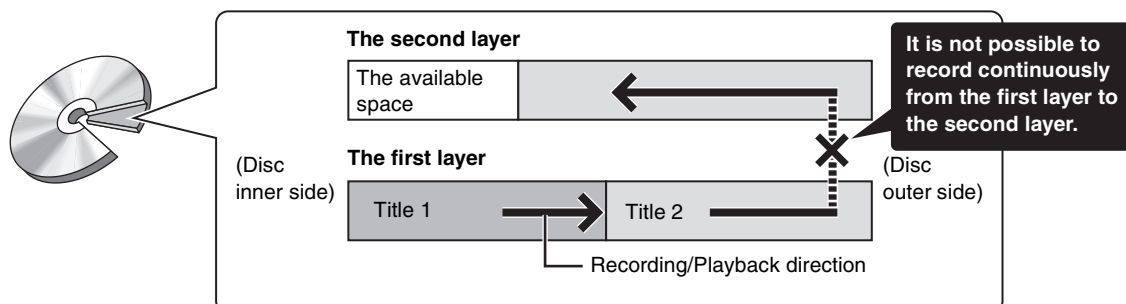 The second layer
The available
space
It is not possible to
record continuously
from the first layer to
the second layer.
The first layer
(Disc
inner side)
(Disc
outer side)
Title 1
Title 2
Recording/Playback direction